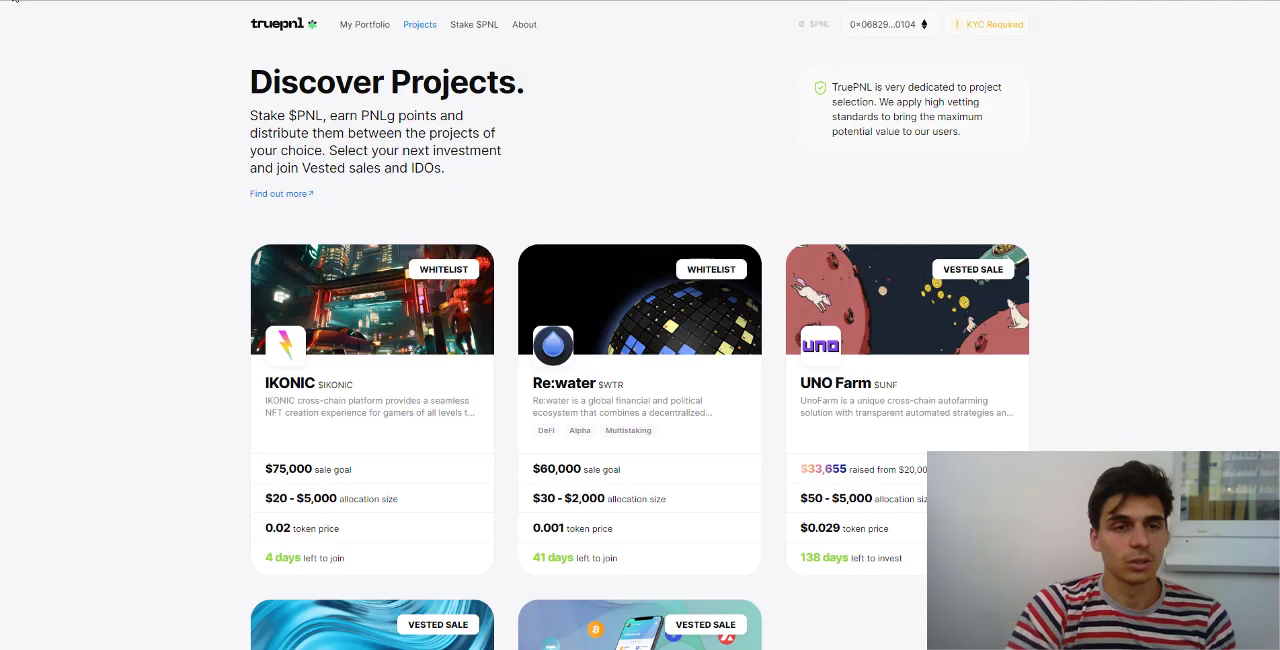 truepnl
My Portfolio
Projects
Stake $PNL
About
0 $PNL
0×06829...0104
! KYC Required
Discover Projects.
Stake $PNL, earn PNLg points and
distribute them between the projects of
your choice. Select your next investment
and join Vested sales and IDOs.
Find out more↗
TruePNL is very dedicated to project
selection. We apply high vetting
standards to bring the maximum
potential value to our users.
WHITELIST
IKONIC $IKONIC
IKONIC cross-chain platform provides a seamless
NFT creation experience for gamers of all levels t...
$75,000 sale goal
$20 - $5,000 allocation size
0.02 token price
4 days left to join
WHITELIST
Re:water $WTR
Re:water is a global financial and political
ecosystem that combines a decentralized...
DeFi
Alpha
Multistaking
$60,000 sale goal
$30 - $2,000 allocation size
0.001 token price
41 days left to join
VESTED SALE
uno
UNO Farm $UNF
UnoFarm is a unique cross-chain autofarming
solution with transparent automated strategies an...
$33,655 raised from $20,00
$50 - $5,000 allocation siz
$0.029 token price
138 days left to invest
VESTED SALE
VESTED SALE